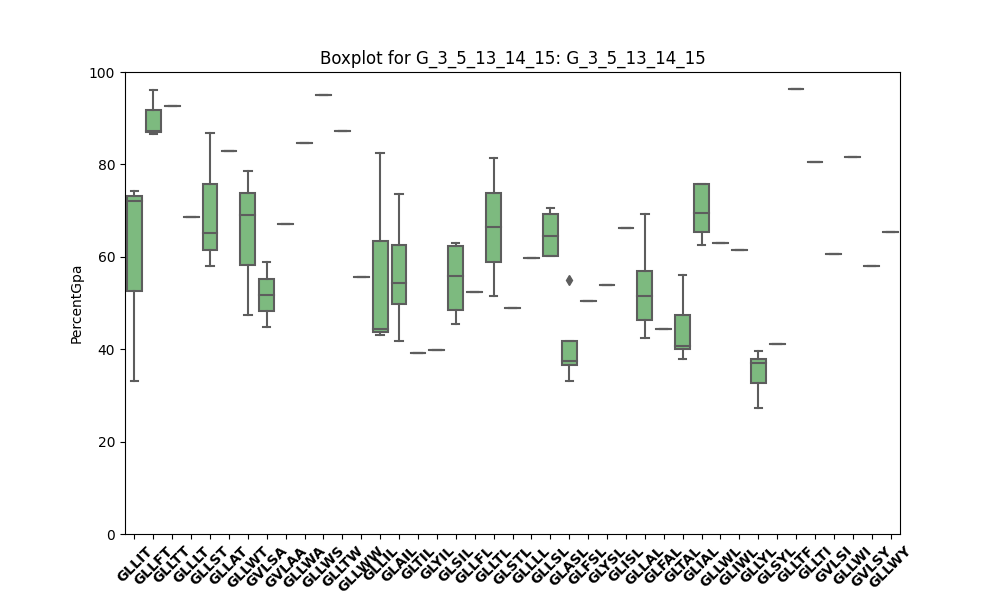 Boxplot for G_3_5_13_14_15: G_3_5_13_14_15
PercentGpa
100
80
60
40
20
0
GLLIT
GLLFT
GLLTT
GLLLT
GLLST
GLLAT
GLLWT
GVLSA
GVLAA
GLLWA
GLLWS
GLLTW
GLLWW
GLLIL
GLAIL
GLTIL
GLYIL
GLSIL
GLLFL
GLLTL
GLSTL
GLLLL
GLLSL
GLASL
GLFSL
GLYSL
GLISL
GLLAL
GLFAL
GLTAL
GLIAL
GLLWL
GLIWL
GLLYL
GLSYL
GLLTF
GLLTI
GVLSI
GLLWI
GVLSY
GLLWY